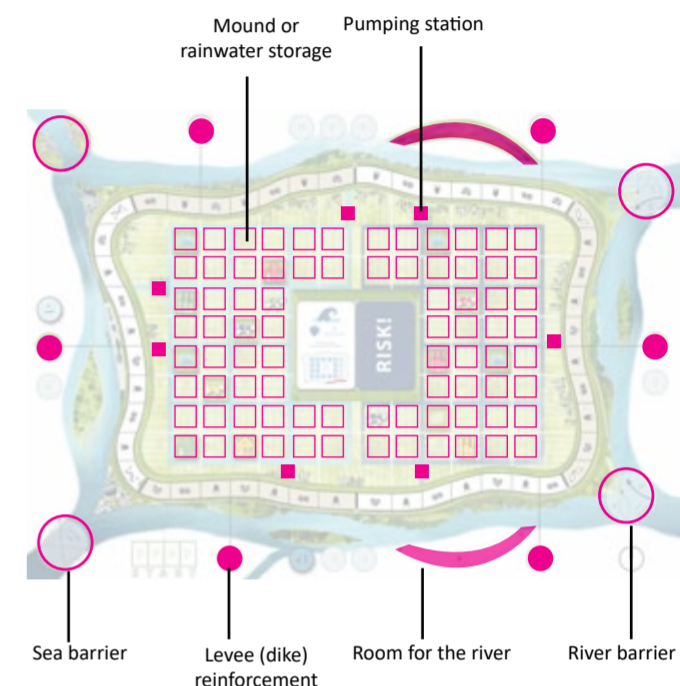 Mound or
rainwater storage
Pumping station
RISK!
Sea barrier
Levee (dike)
reinforcement
Room for the river
River barrier